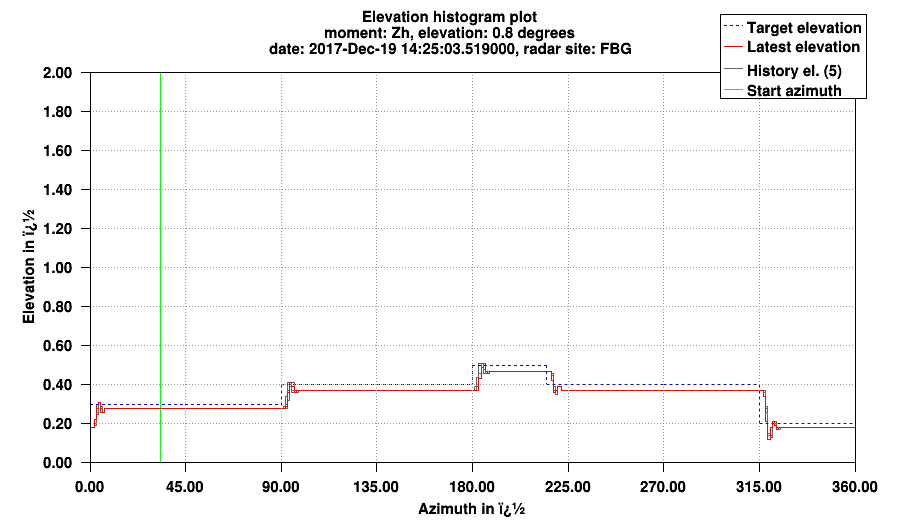 Elevation histogram plot
moment: Zh, elevation: 0.8 degrees
date: 2017-Dec-19 14:25:03.519000, radar site: FBG
Target elevation
Latest elevation
History el. (5)
Start azimuth
2.00
1.80
1.60
1.40
1.20
1.00
0.80
0.60
0.40
0.20
0.00
Elevation in ï¿½
0.00 45.00 90.00 135.00 180.00 225.00 270.00 315.00 360.00
Azimuth in ï¿½